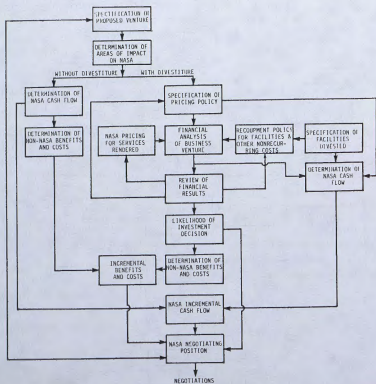 SPECIFICATION OF
PROPOSED VENTURE
DETERMINATION OF
AREAS OF IMPACT
ON NASA
WITHOUT DIVESTITURE
WITH DIVESTITURE
DETERMINATION OF
NASA CASH FLOW
SPECIFICATION OF
PRICING POLICY
DETERMINATION OF
NON-NASA BENEFITS
AND COSTS
NASA PRICING
FOR SERVICES
RENDERED
FINANCIAL
ANALYSIS OF
BUSINESS
VENTURE
RECOUPMENT POLICY
FOR FACILITIES &
OTHER NONRECUR-
RING COSTS
SPECIFICATION OF
FACILITIES
DIVESTED
REVIEW OF
FINANCIAL
RESULTS
DETERMINATION OF
NASA CASH
FLOW
LIKELIHOOD OF
INVESTMENT
DECISION
INCREMENTAL
BENEFITS
AND COSTS
DETERMINATION OF
NON-NASA BENEFITS
AND COSTS
NASA INCREMENTAL
CASH FLOW
NASA NEGOTIATING
POSITION
NEGOTIATIONS